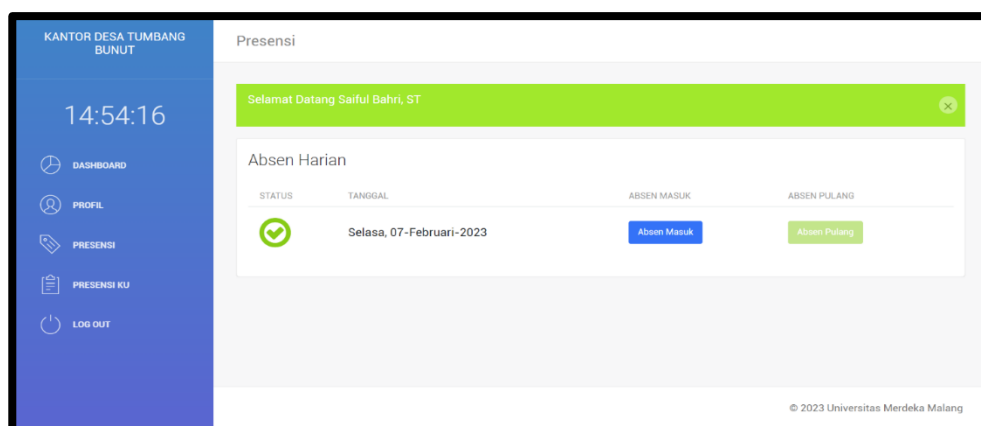 KANTOR DESA TUMBANG
BUNUT
14:54:16
DASHBOARD
PROFIL
PRESENSI
PRESENSI KU
LOG OUT
Presensi
Selamat Datang Saiful Bahri, ST
Absen Harian
STATUS TANGGAL ABSEN MASUK ABSEN PULANG
Selasa, 07-Februari-2023 Absen Masuk Absen Pulang
© 2023 Universitas Merdeka Malang